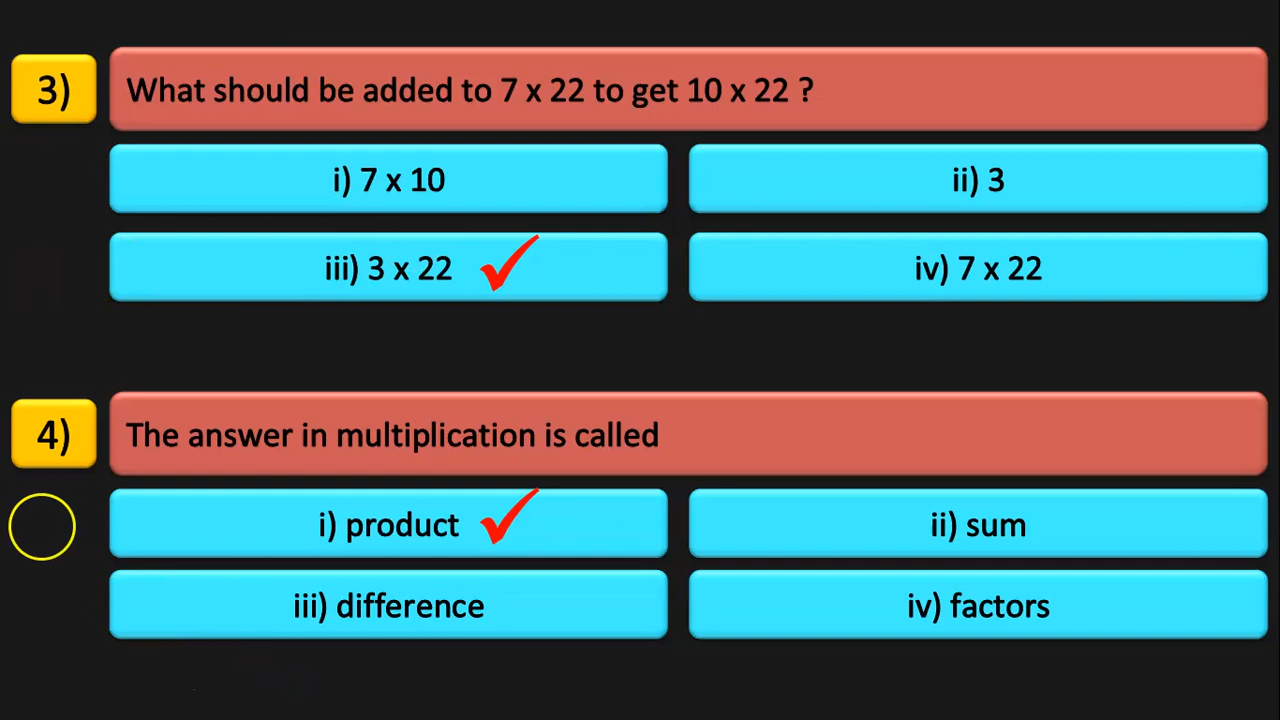 3)
What should be added to 7 x 22 to get 10 x 22 ?
i) 7 x 10
ii) 3
iii) 3 x 22
iv) 7 x 22
4)
The answer in multiplication is called
i) product
ii) sum
iii) difference
iv) factors